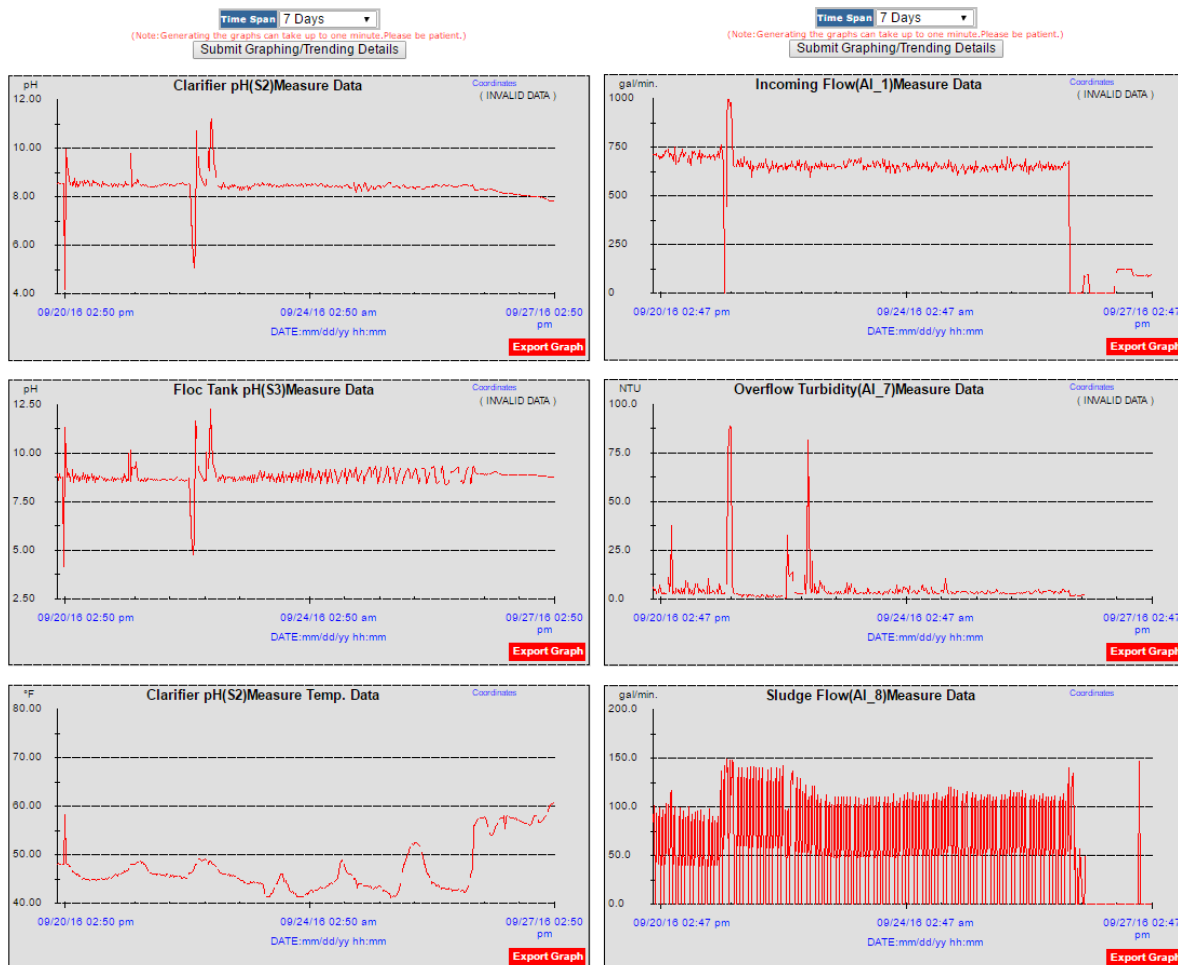 Time Span 7 Days
(Note:Generating the graphs can take up to one minute.Please be patient.)
Submit Graphing/Trending Details
Time Span 7 Days
(Note:Generating the graphs can take up to one minute.Please be patient.)
Submit Graphing/Trending Details
pH
Clarifier pH(S2)Measure Data
Coordinates
( INVALID DATA )
12.00
10.00
8.00
6.00
4.00
09/20/16 02:50 pm
09/24/16 02:50 am
09/27/16 02:50
pm
DATE:mm/dd/yy hh:mm
Export Graph
gal/min.
Incoming Flow(AI_1)Measure Data
Coordinates
( INVALID DATA )
1000
750
500
250
0
09/20/16 02:47 pm
09/24/16 02:47 am
09/27/16 02:47
pm
DATE:mm/dd/yy hh:mm
Export Graph
pH
Floc Tank pH(S3)Measure Data
Coordinates
( INVALID DATA )
12.50
10.00
7.50
5.00
2.50
09/20/16 02:50 pm
09/24/16 02:50 am
09/27/16 02:50
pm
DATE:mm/dd/yy hh:mm
Export Graph
NTU
Overflow Turbidity(AI_7)Measure Data
Coordinates
( INVALID DATA )
100.0
75.0
50.0
25.0
0.0
09/20/16 02:47 pm
09/24/16 02:47 am
09/27/16 02:47
pm
DATE:mm/dd/yy hh:mm
Export Graph
°F
Clarifier pH(S2)Measure Temp. Data
Coordinates
80.00
70.00
60.00
50.00
40.00
09/20/16 02:50 pm
09/24/16 02:50 am
09/27/16 02:50
pm
DATE:mm/dd/yy hh:mm
Export Graph
gal/min.
Sludge Flow(AI_8)Measure Data
Coordinates
200.0
150.0
100.0
50.0
0.0
09/20/16 02:47 pm
09/24/16 02:47 am
09/27/16 02:47
pm
DATE:mm/dd/yy hh:mm
Export Graph